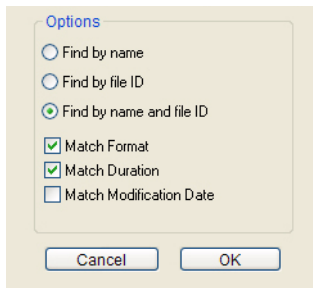 Options
Find by name
Find by file ID
Find by name and file ID
Match Format
Match Duration
Match Modification Date
Cancel OK